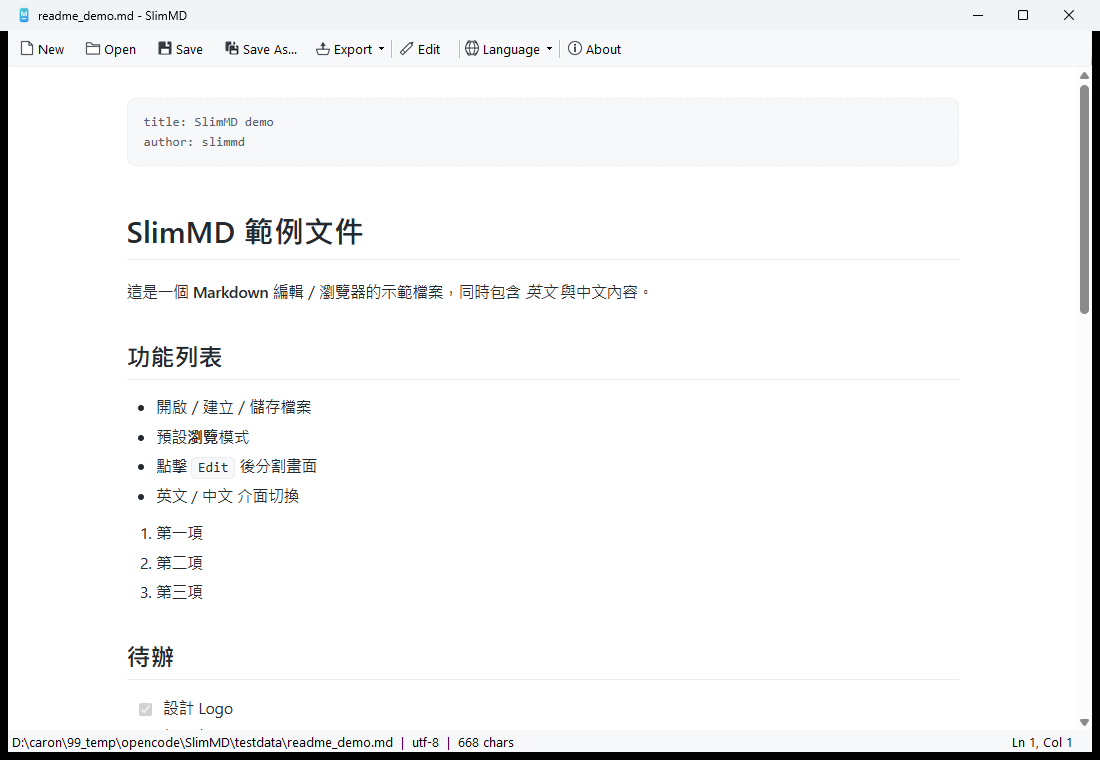 readme_demo.md - SlimMD
New Open Save Save As... Export Edit Language About
title: SlimMD demo
author: slimmd
SlimMD 範例文件
這是一個 Markdown 編輯 / 瀏覽器的示範檔案，同時包含 英文 與中文內容。
功能列表
開啟 / 建立 / 儲存檔案
預設瀏覽模式
點擊 Edit 後分割畫面
英文 / 中文 介面切換
1. 第一項
2. 第二項
3. 第三項
待辦
設計 Logo
D:\caron\99_temp\opencode\SlimMD\testdata\readme_demo.md | utf-8 | 668 chars Ln 1, Col 1